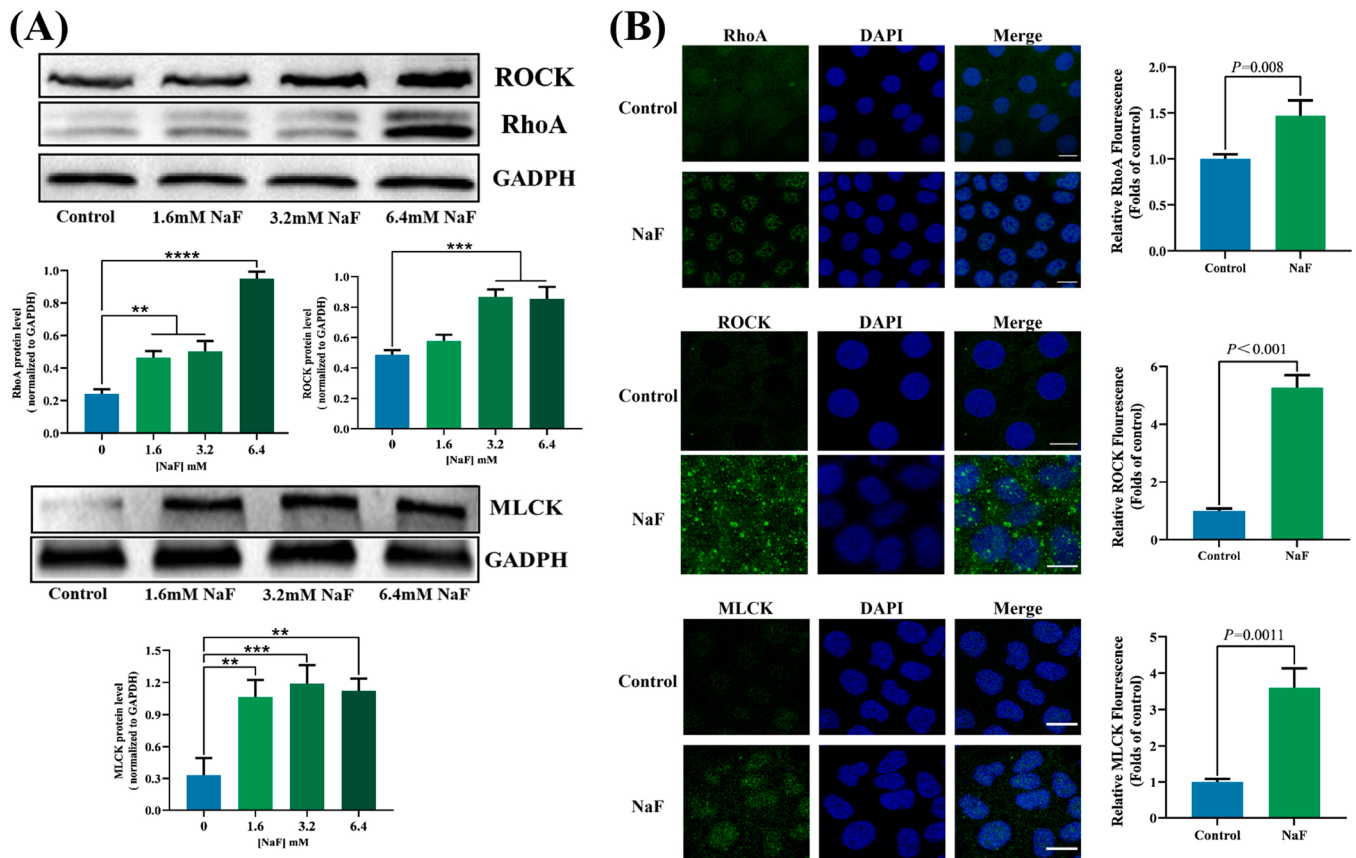 (A)
ROCK
RhoA
GADPH
Control 1.6mM NaF 3.2mM NaF 6.4mM NaF
RhoA protein level
( normalized to GAPDH)
1.0
0.8
0.6
0.4
0.2
0.0
****
**
0 1.6 3.2 6.4
[NaF] mM
ROCK protein level
( normalized to GAPDH)
1.0
0.8
0.6
0.4
0.2
0.0
***
0 1.6 3.2 6.4
[NaF] mM
MLCK
GADPH
Control 1.6mM NaF 3.2mM NaF 6.4mM NaF
MLCK protein level
( normalized to GAPDH)
1.5
1.2
0.9
0.6
0.3
0.0
**
***
**
0 1.6 3.2 6.4
[NaF] mM
(B)
RhoA DAPI Merge
Control
NaF
Relative RhoA Flourescence
(Folds of control)
2.0
1.5
1.0
0.5
0.0
P=0.008
Control NaF
ROCK DAPI Merge
Control
NaF
Relative ROCK Flourescence
(Folds of control)
6
4
2
0
P<0.001
Control NaF
MLCK DAPI Merge
Control
NaF
Relative MLCK Flourescence
(Folds of control)
5
4
3
2
1
0
P=0.0011
Control NaF